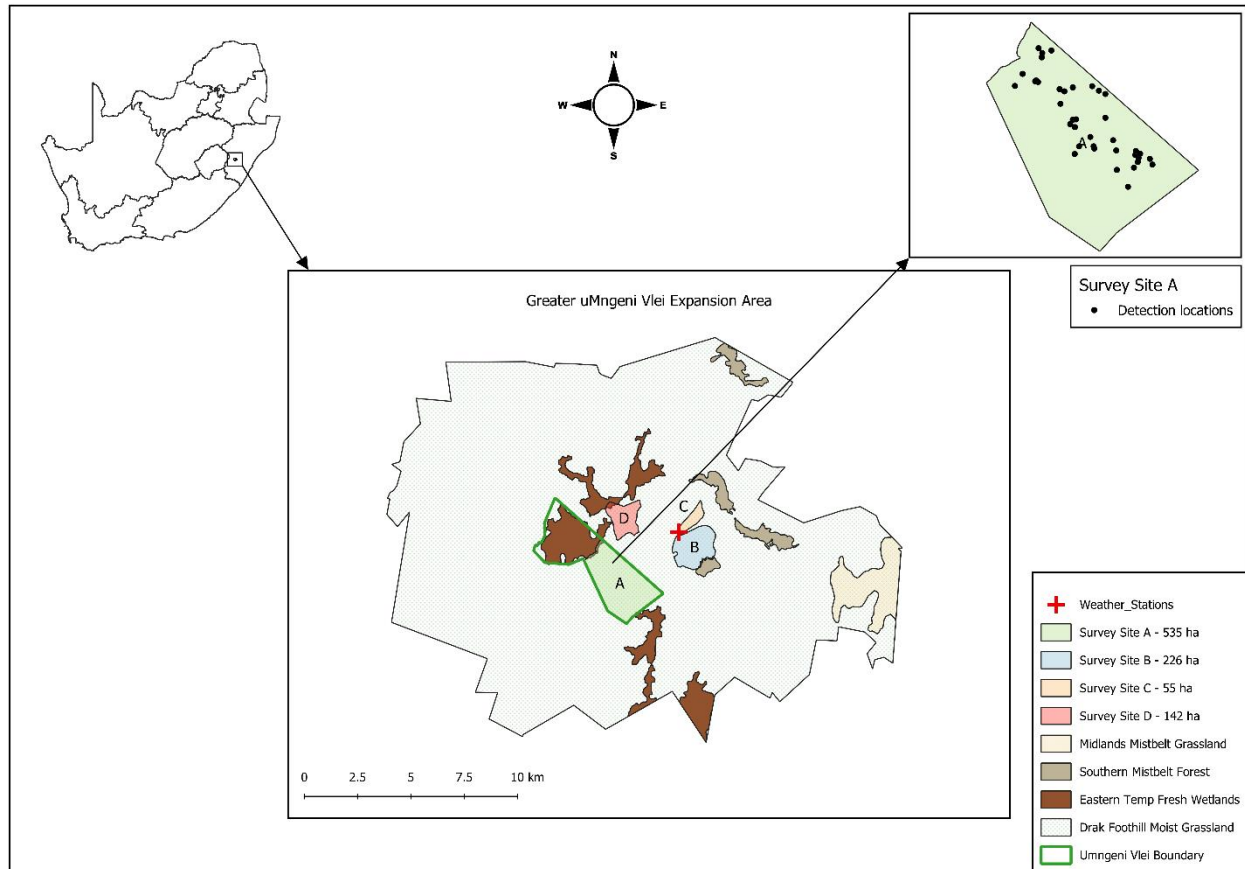 N
W
E
S
A
Survey Site A
Detection locations
Greater uMngeni Vlei Expansion Area
D
C
B
A
0 2.5 5 7.5 10 km
Weather_Stations
Survey Site A - 535 ha
Survey Site B - 226 ha
Survey Site C - 55 ha
Survey Site D - 142 ha
Midlands Mistbelt Grassland
Southern Mistbelt Forest
Eastern Temp Fresh Wetlands
Drak Foothill Moist Grassland
Umngeni Vlei Boundary